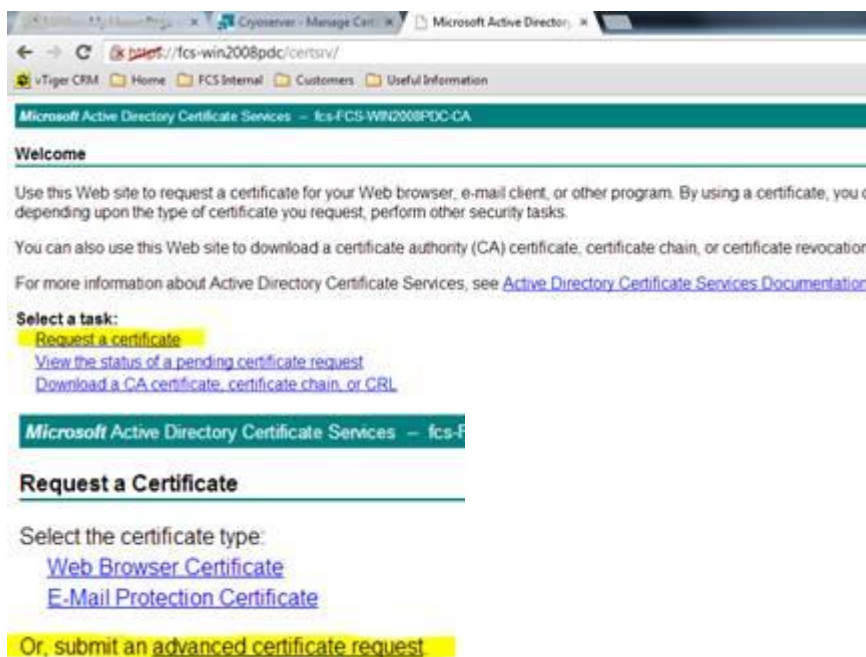 Cryoserver - Manage Cert
Microsoft Active Directory
https://fcs-win2008pdc/certsrv/
vTiger CRM Home FCS Internal Customers Useful Information
Microsoft Active Directory Certificate Services -- fcs-FCS-WIN2008PDC-CA
Welcome
Use this Web site to request a certificate for your Web browser, e-mail client, or other program. By using a certificate, you
depending upon the type of certificate you request, perform other security tasks.
You can also use this Web site to download a certificate authority (CA) certificate, certificate chain, or certificate revocation
For more information about Active Directory Certificate Services, see Active Directory Certificate Services Documentation
Select a task:
Request a certificate
View the status of a pending certificate request
Download a CA certificate, certificate chain, or CRL
Microsoft Active Directory Certificate Services -- fcs-F
Request a Certificate
Select the certificate type:
Web Browser Certificate
E-Mail Protection Certificate
Or, submit an advanced certificate request.